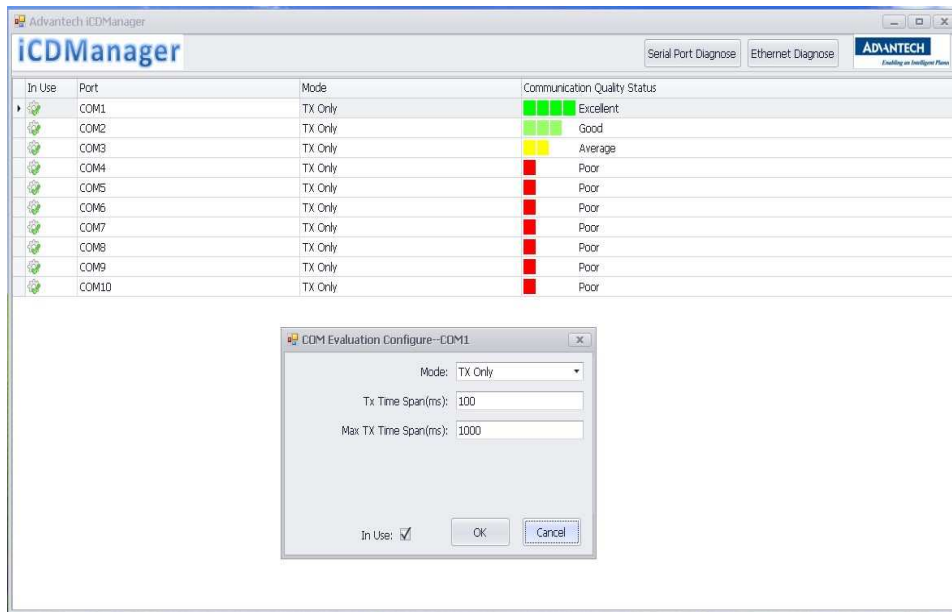 Advantech iCDManager
iCDManager
Serial Port Diagnose
Ethernet Diagnose
ADVANTECH
Enabling an Intelligent Planet
In Use Port Mode Communication Quality Status
COM1 TX Only Excellent
COM2 TX Only Good
COM3 TX Only Average
COM4 TX Only Poor
COM5 TX Only Poor
COM6 TX Only Poor
COM7 TX Only Poor
COM8 TX Only Poor
COM9 TX Only Poor
COM10 TX Only Poor
COM Evaluation Configure--COM1
Mode: TX Only
Tx Time Span(ms): 100
Max TX Time Span(ms): 1000
In Use: OK Cancel